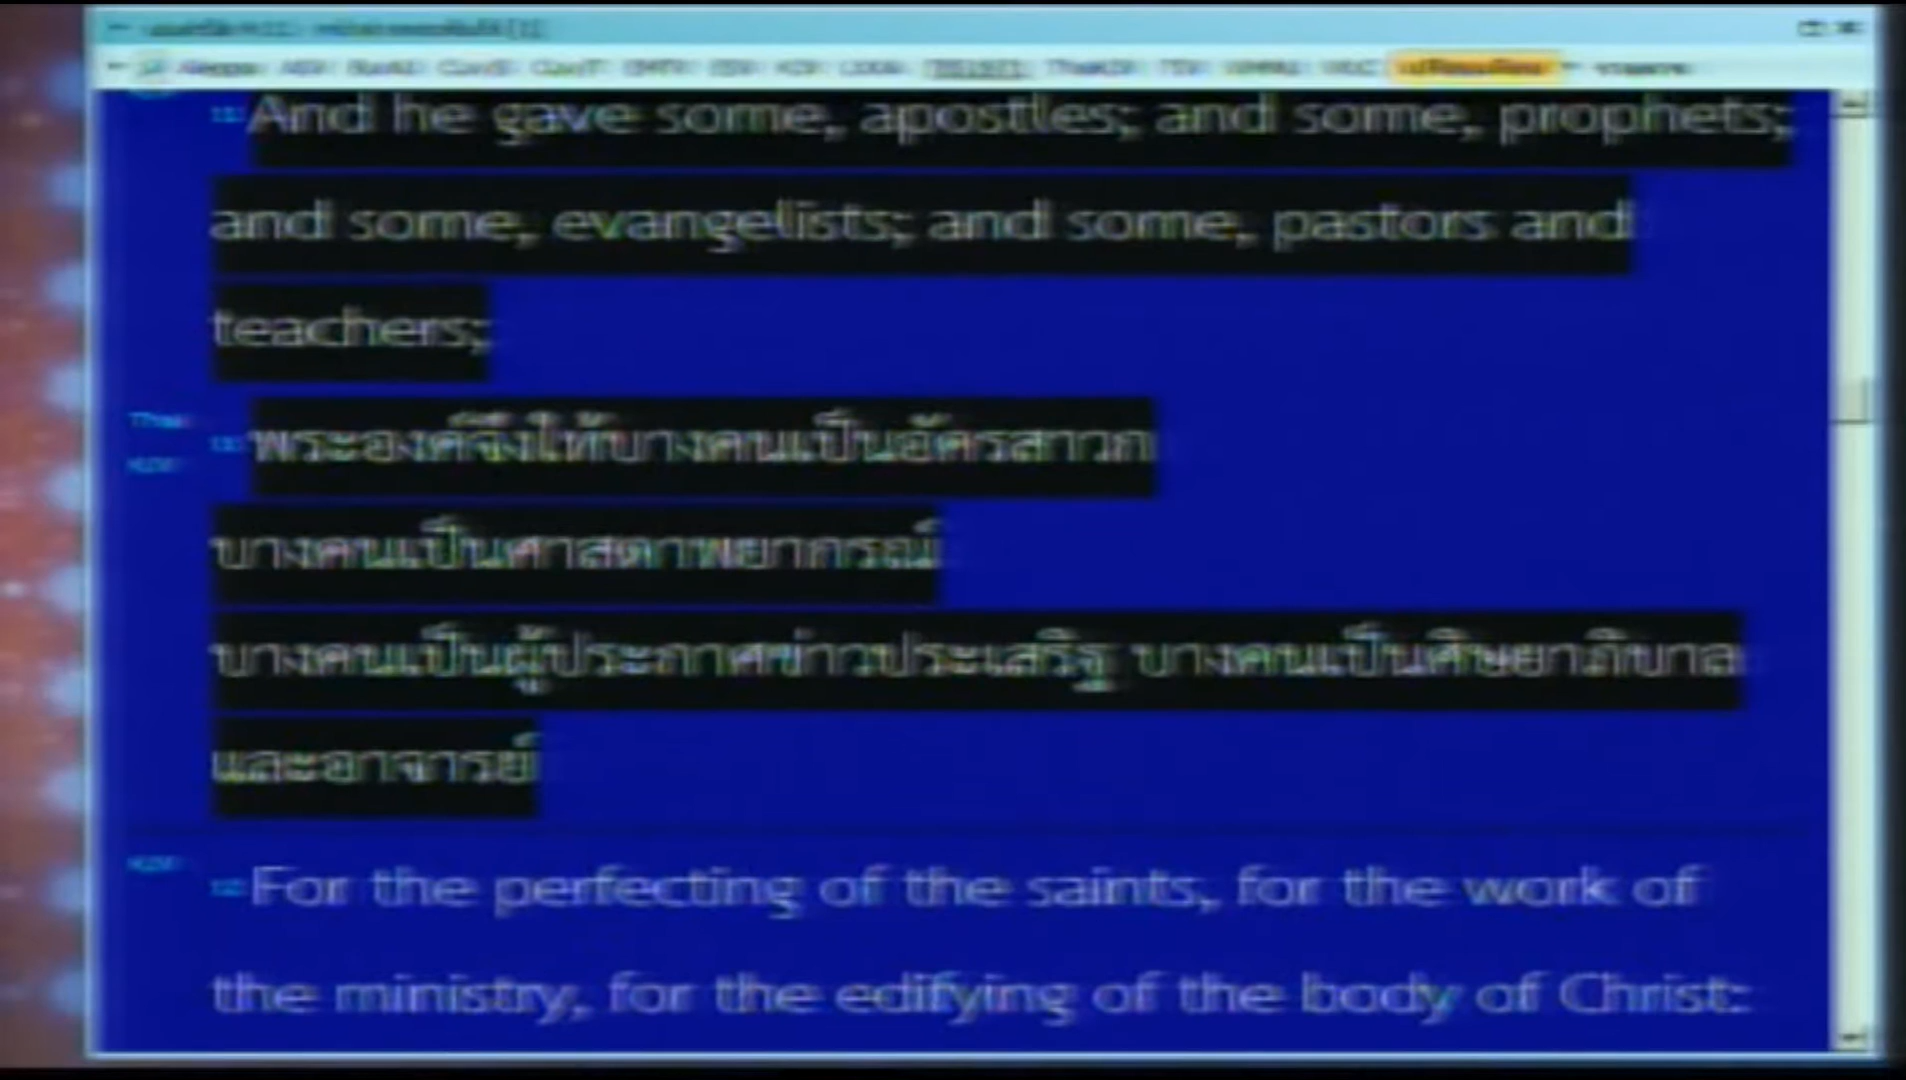 And he gave some, apostles; and some, prophets;
and some, evangelists; and some, pastors and
teachers;
พระองค์จึงให้บางคนเป็นอัครสาวก
บางคนเป็นศาสดาพยากรณ์
บางคนเป็นผู้ประกาศข่าวประเสริฐ บางคนเป็นศิษยาภิบาล
และอาจารย์
For the perfecting of the saints, for the work of
the ministry, for the edifying of the body of Christ: